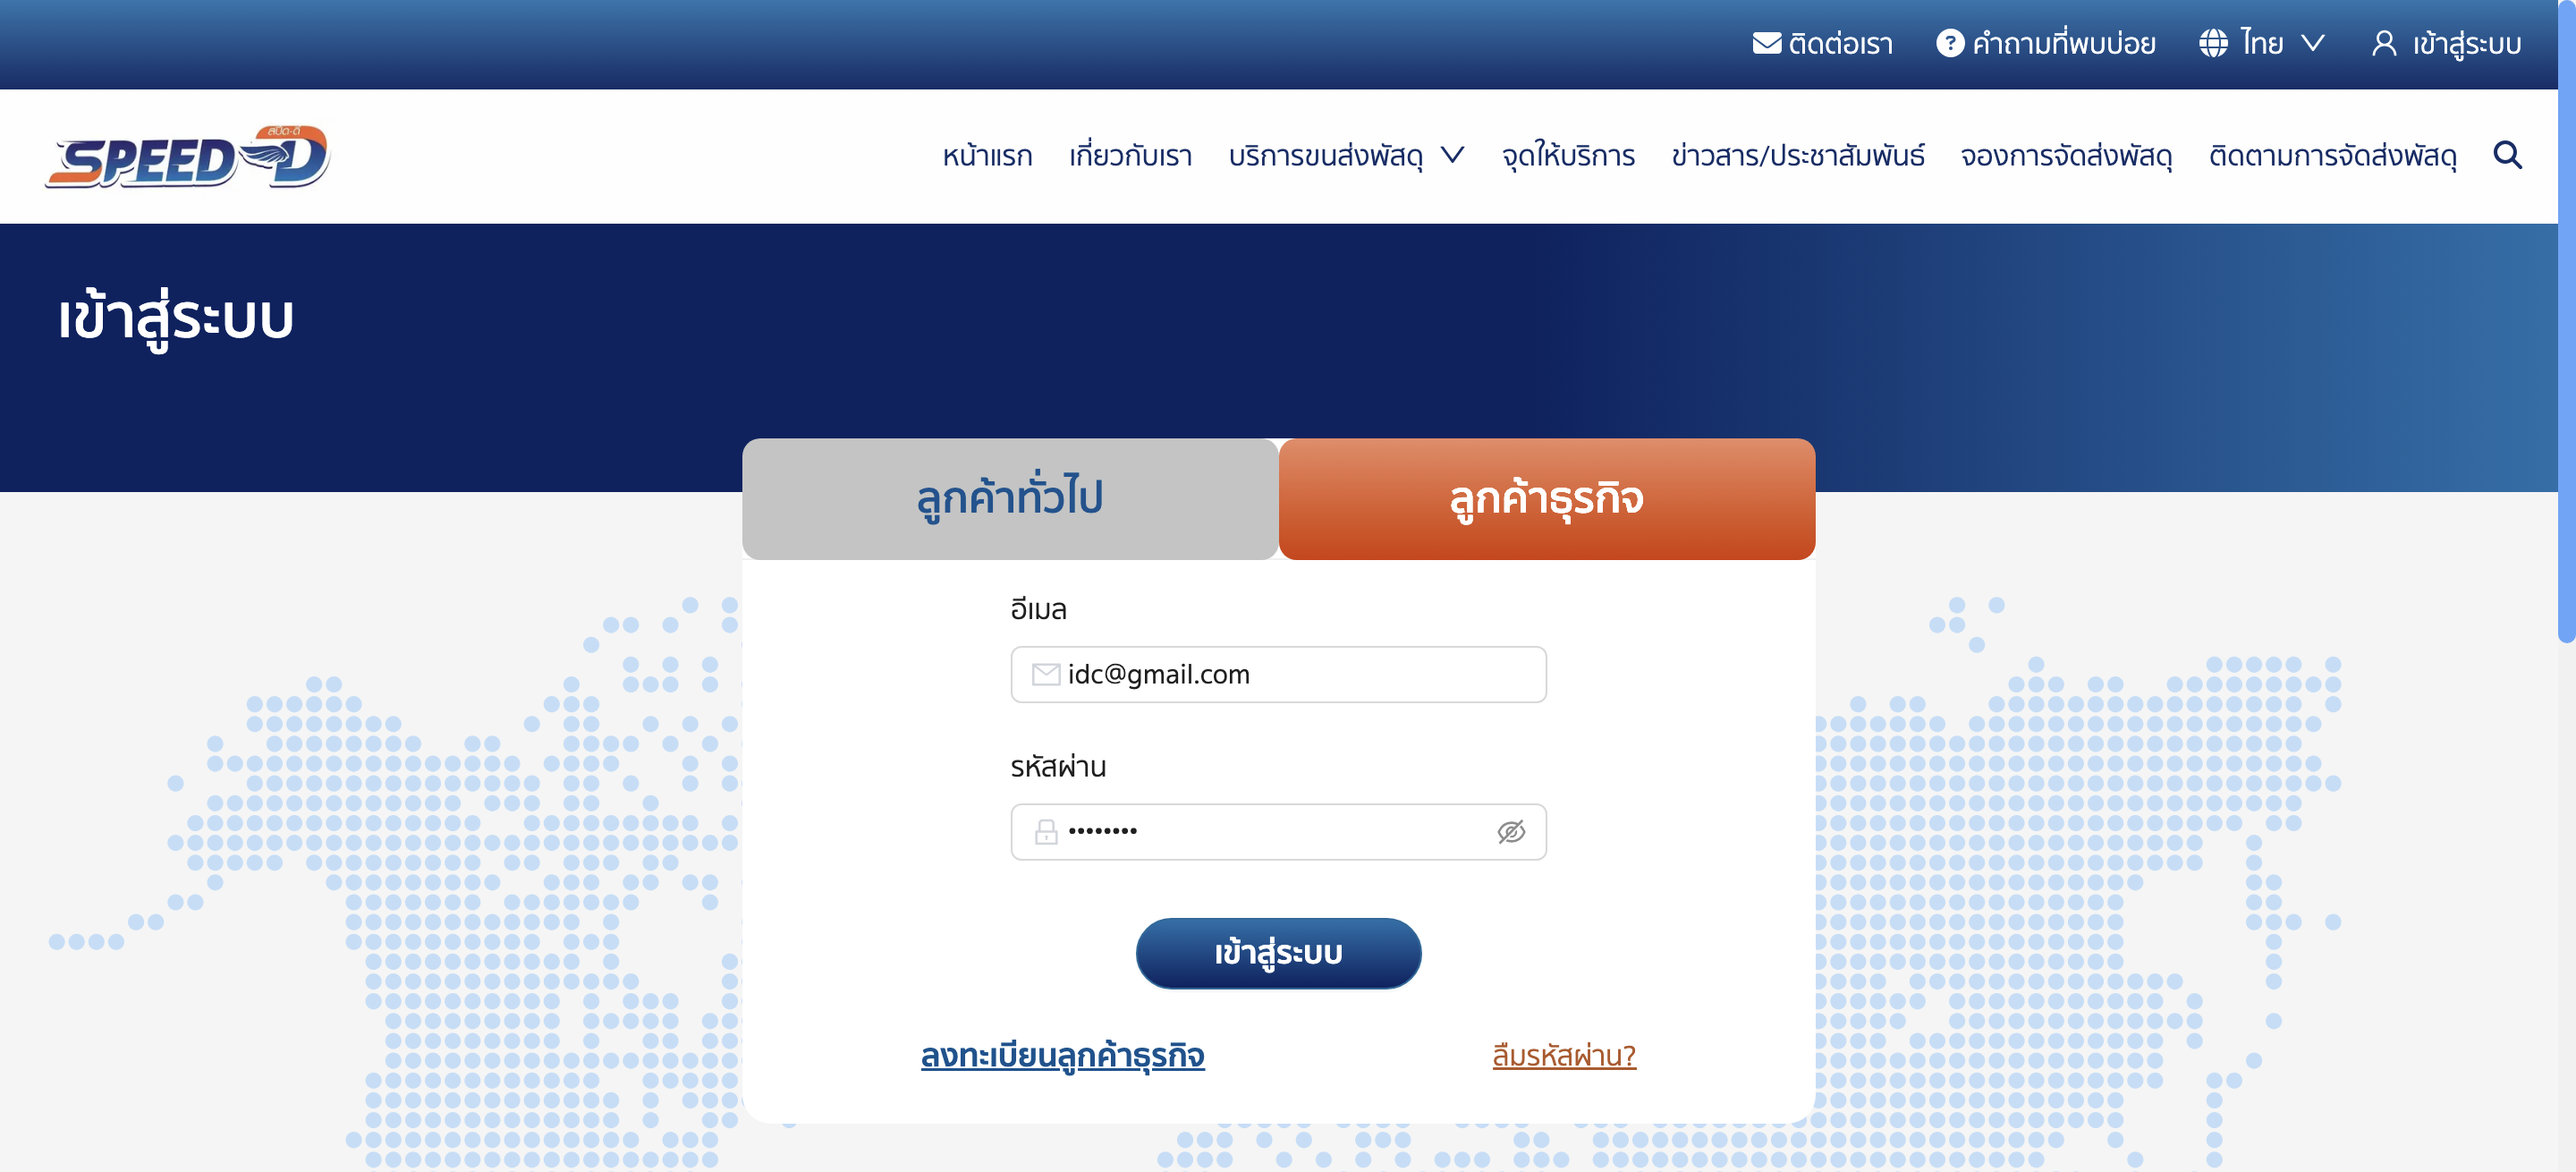 ติดต่อเรา คำถามที่พบบ่อย ไทย เข้าสู่ระบบ
สปีด-ดี
SPEED-D
หน้าแรก เกี่ยวกับเรา บริการขนส่งพัสดุ จุดให้บริการ ข่าวสาร/ประชาสัมพันธ์ จองการจัดส่งพัสดุ ติดตามการจัดส่งพัสดุ
เข้าสู่ระบบ
ลูกค้าทั่วไป ลูกค้าธุรกิจ
อีเมล
idc@gmail.com
รหัสผ่าน
••••••••
เข้าสู่ระบบ
ลงทะเบียนลูกค้าธุรกิจ ลืมรหัสผ่าน?